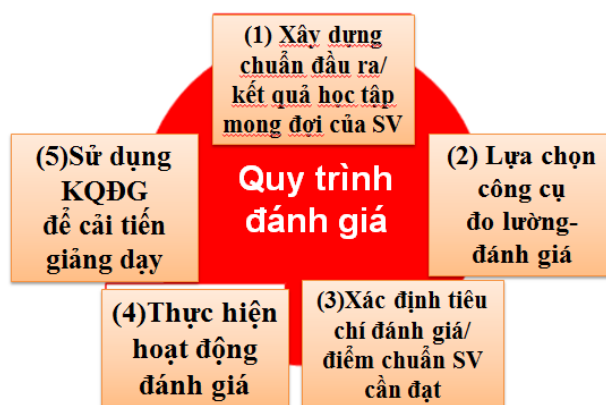 (1) Xây dựng
chuẩn đầu ra/
kết quả học tập
mong đợi của SV
Quy trình
đánh giá
(2) Lựa chọn
công cụ
đo lường-
đánh giá
(3)Xác định tiêu
chí đánh giá/
điểm chuẩn SV
cần đạt
(4)Thực hiện
hoạt động
đánh giá
(5)Sử dụng
KQĐG
để cải tiến
giảng dạy